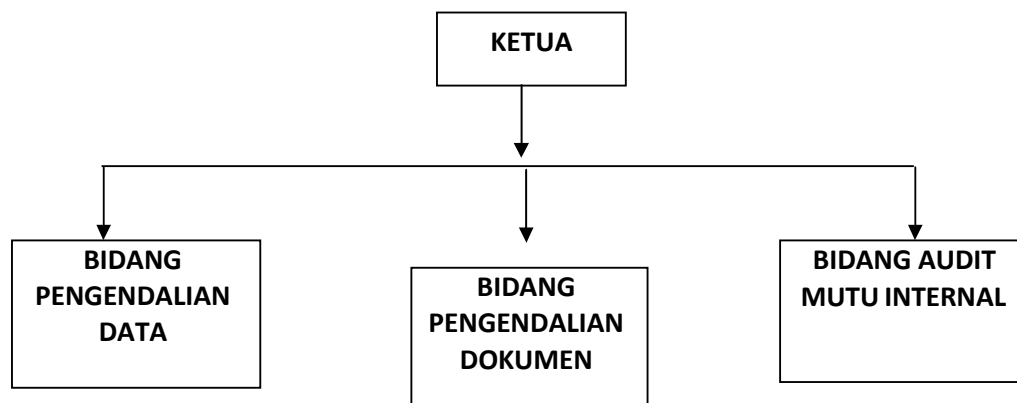 KETUA
BIDANG
PENGENDALIAN
DATA
BIDANG
PENGENDALIAN
DOKUMEN
BIDANG AUDIT
MUTU INTERNAL